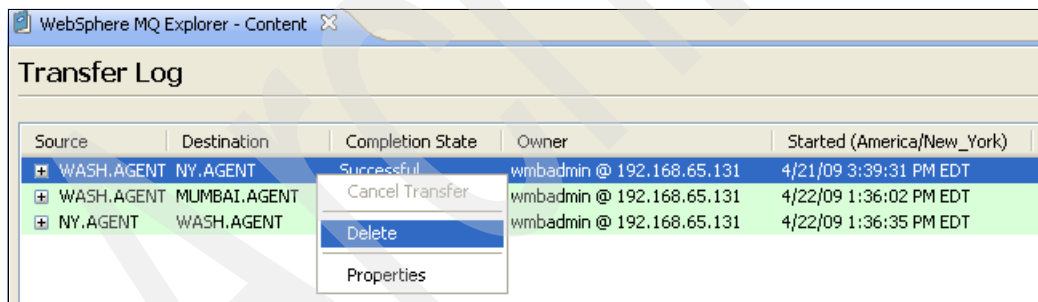 WebSphere MQ Explorer - Content
Transfer Log
Source Destination Completion State Owner Started (America/New_York)
WASH.AGENT NY.AGENT Successful wmbadmin @ 192.168.65.131 4/21/09 3:39:31 PM EDT
WASH.AGENT MUMBAI.AGENT wmbadmin @ 192.168.65.131 4/22/09 1:36:02 PM EDT
NY.AGENT WASH.AGENT wmbadmin @ 192.168.65.131 4/22/09 1:36:35 PM EDT
Cancel Transfer
Delete
Properties